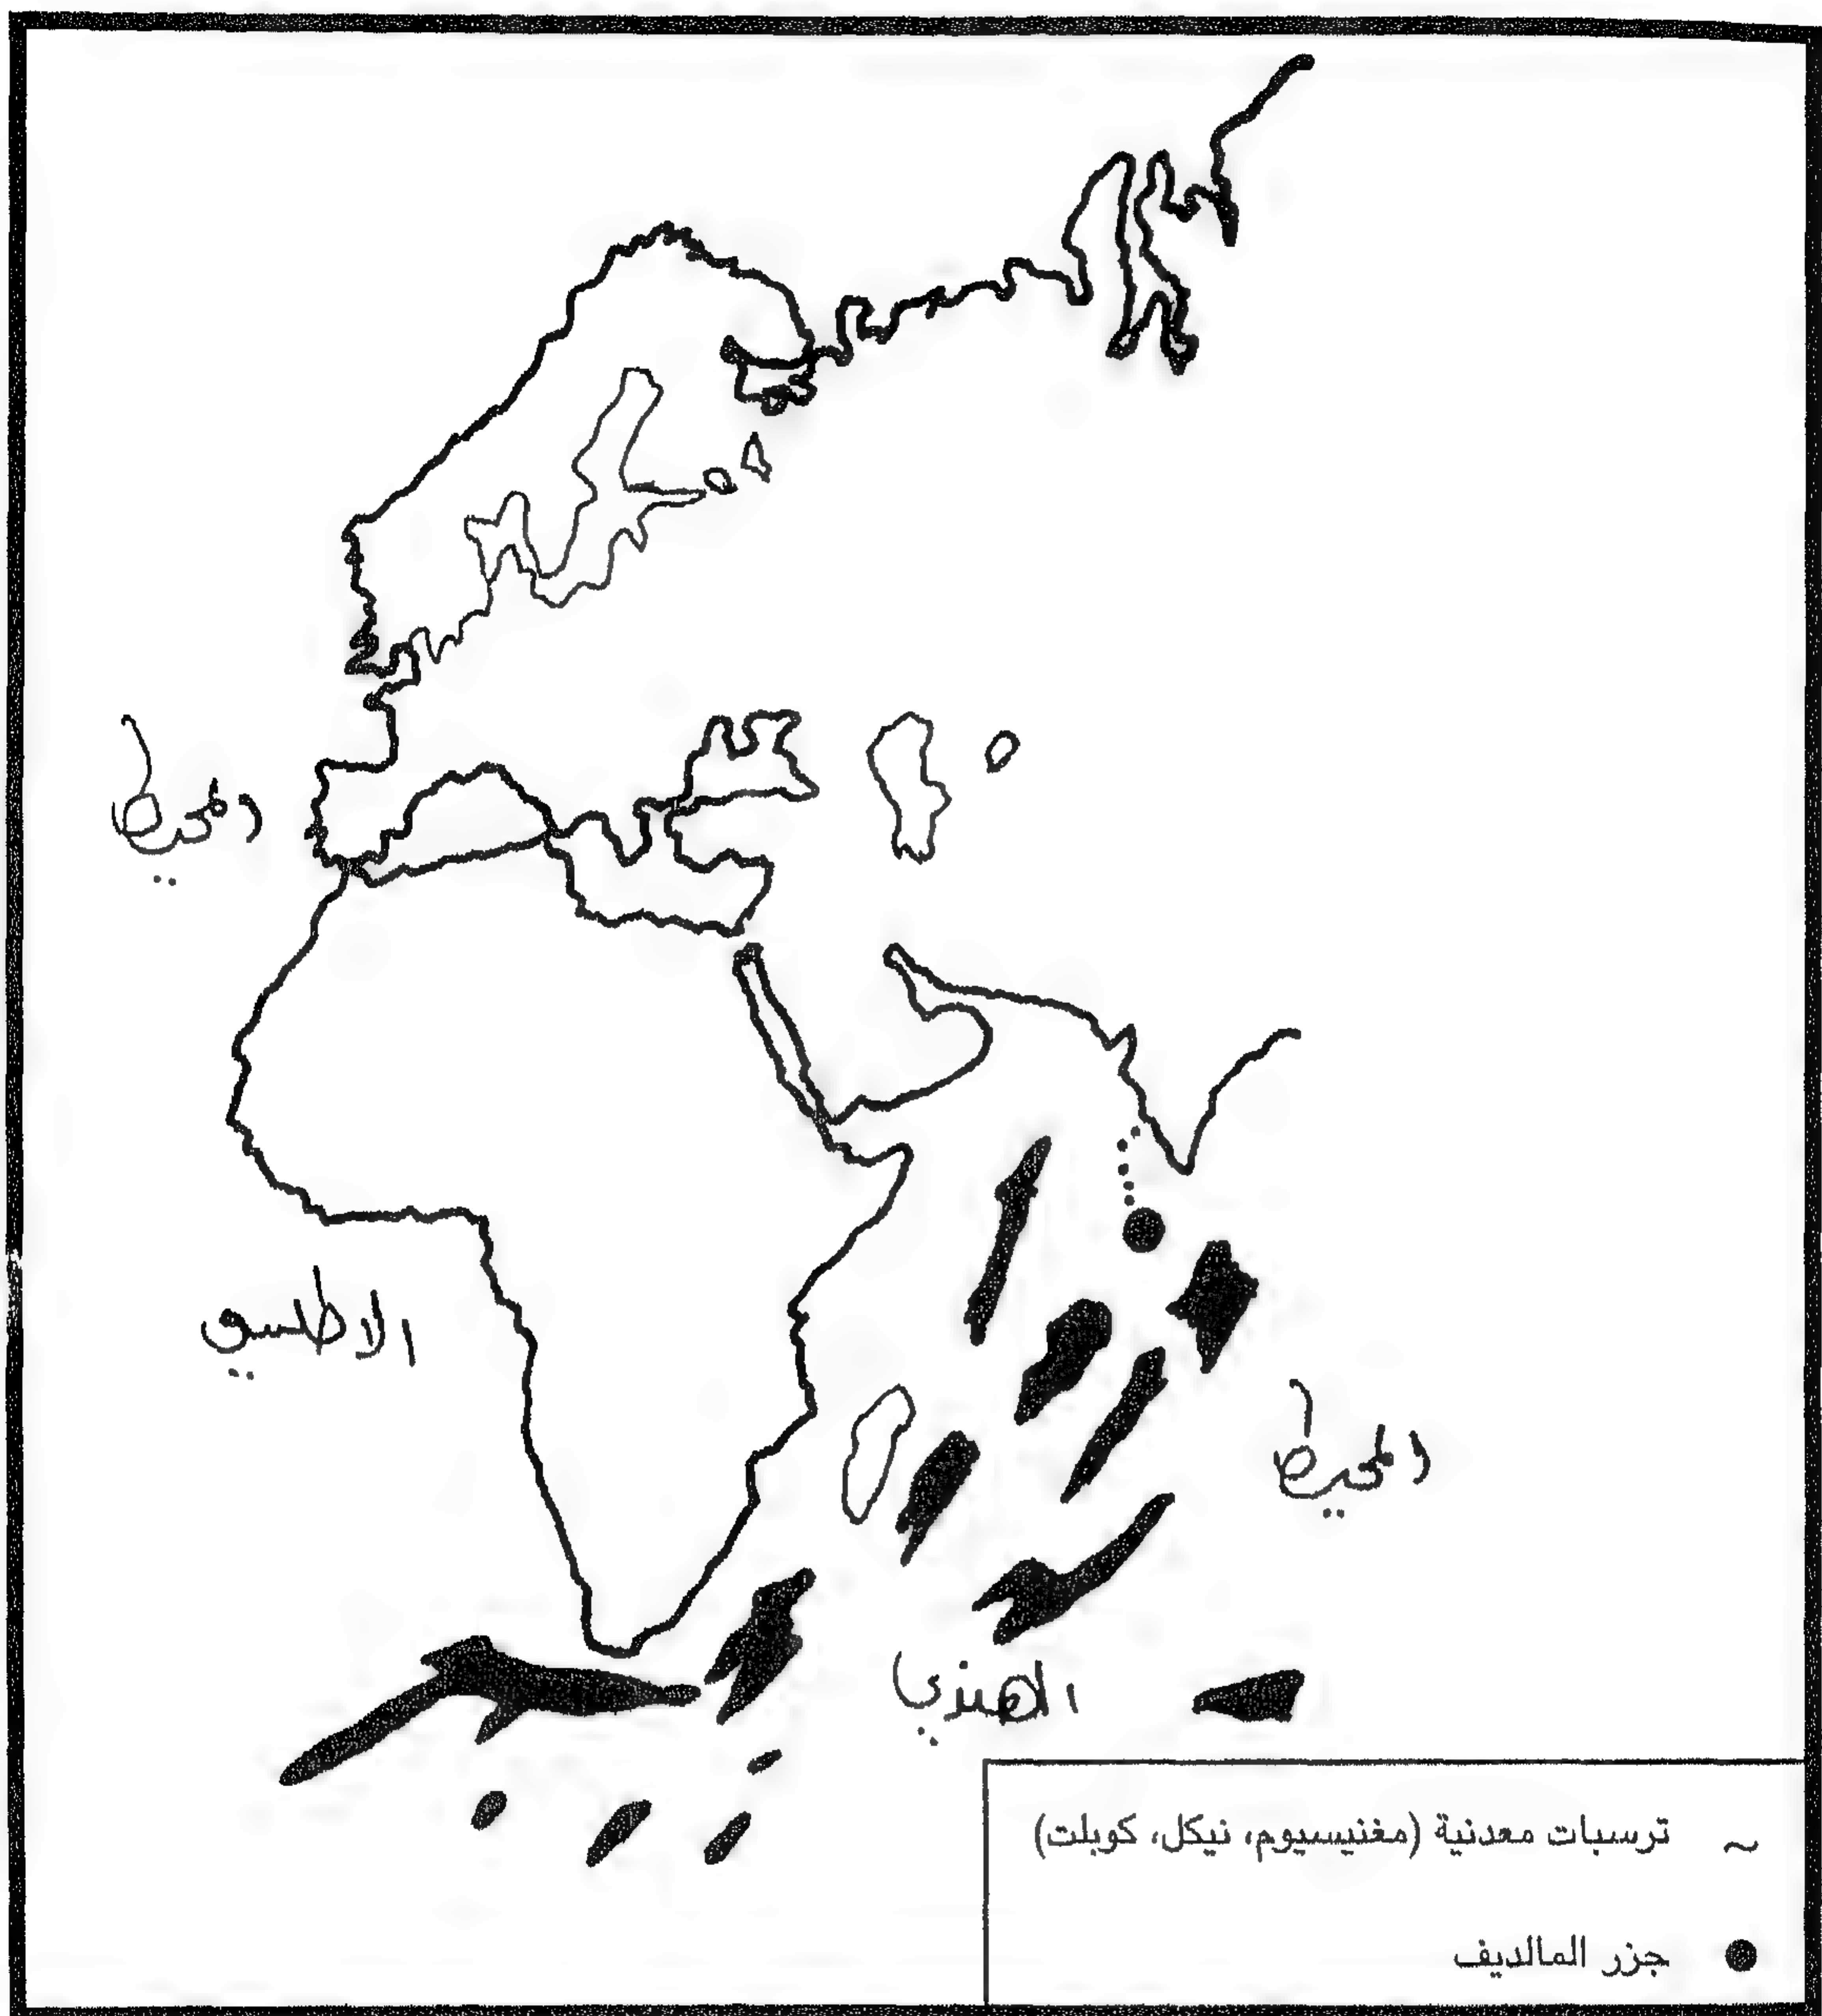 المحيط
الاطلسي
المحيط
الهندي
~ ترسبات معدنية (مغنيسيوم، نيكل، كوبلت)
● جزر المالديف